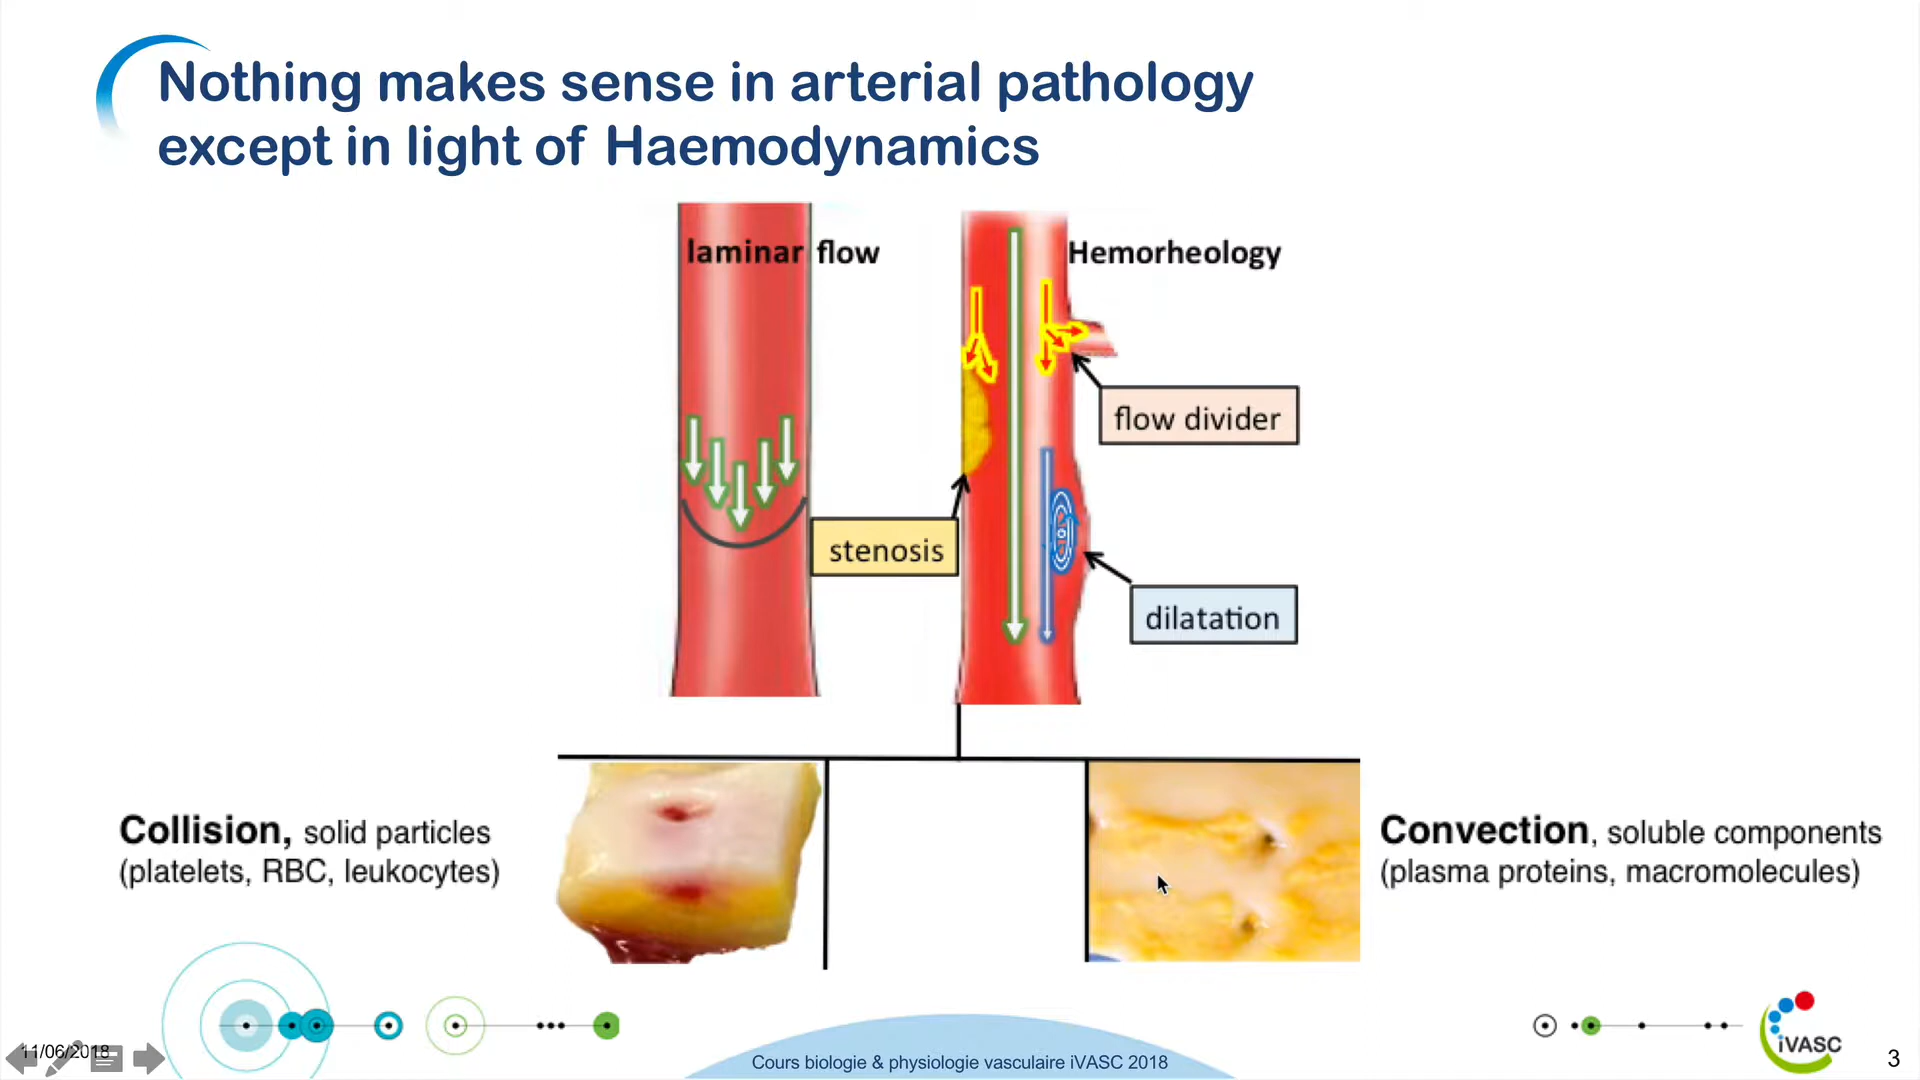 Nothing makes sense in arterial pathology
except in light of Haemodynamics
laminar flow
Hemorheology
flow divider
stenosis
dilatation
Collision, solid particles
(platelets, RBC, leukocytes)
Convection, soluble components
(plasma proteins, macromolecules)
11/06/2018
Cours biologie & physiologie vasculaire iVASC 2018
iVASC
3